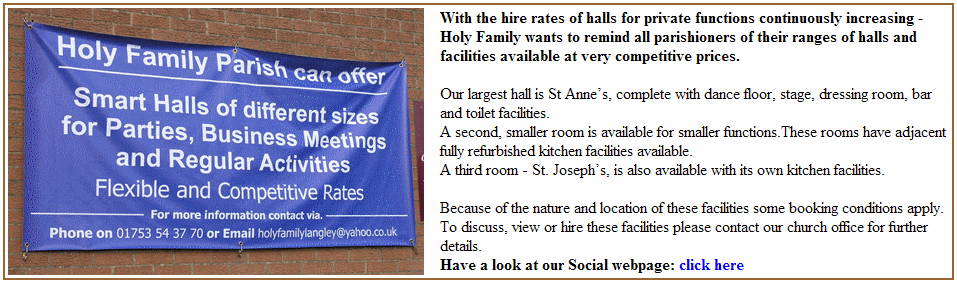 Holy Family Parish can offer
Smart Halls of different sizes
for Parties, Business Meetings
and Regular Activities
Flexible and Competitive Rates
For more information contact via.
Phone on 01753 54 37 70 or Email holyfamilylangley@yahoo.co.uk
With the hire rates of halls for private functions continuously increasing -
Holy Family wants to remind all parishioners of their ranges of halls and
facilities available at very competitive prices.
Our largest hall is St Anne's, complete with dance floor, stage, dressing room, bar
and toilet facilities.
A second, smaller room is available for smaller functions.These rooms have adjacent
fully refurbished kitchen facilities available.
A third room - St. Joseph's, is also available with its own kitchen facilities.
Because of the nature and location of these facilities some booking conditions apply.
To discuss, view or hire these facilities please contact our church office for further
details.
Have a look at our Social webpage: click here